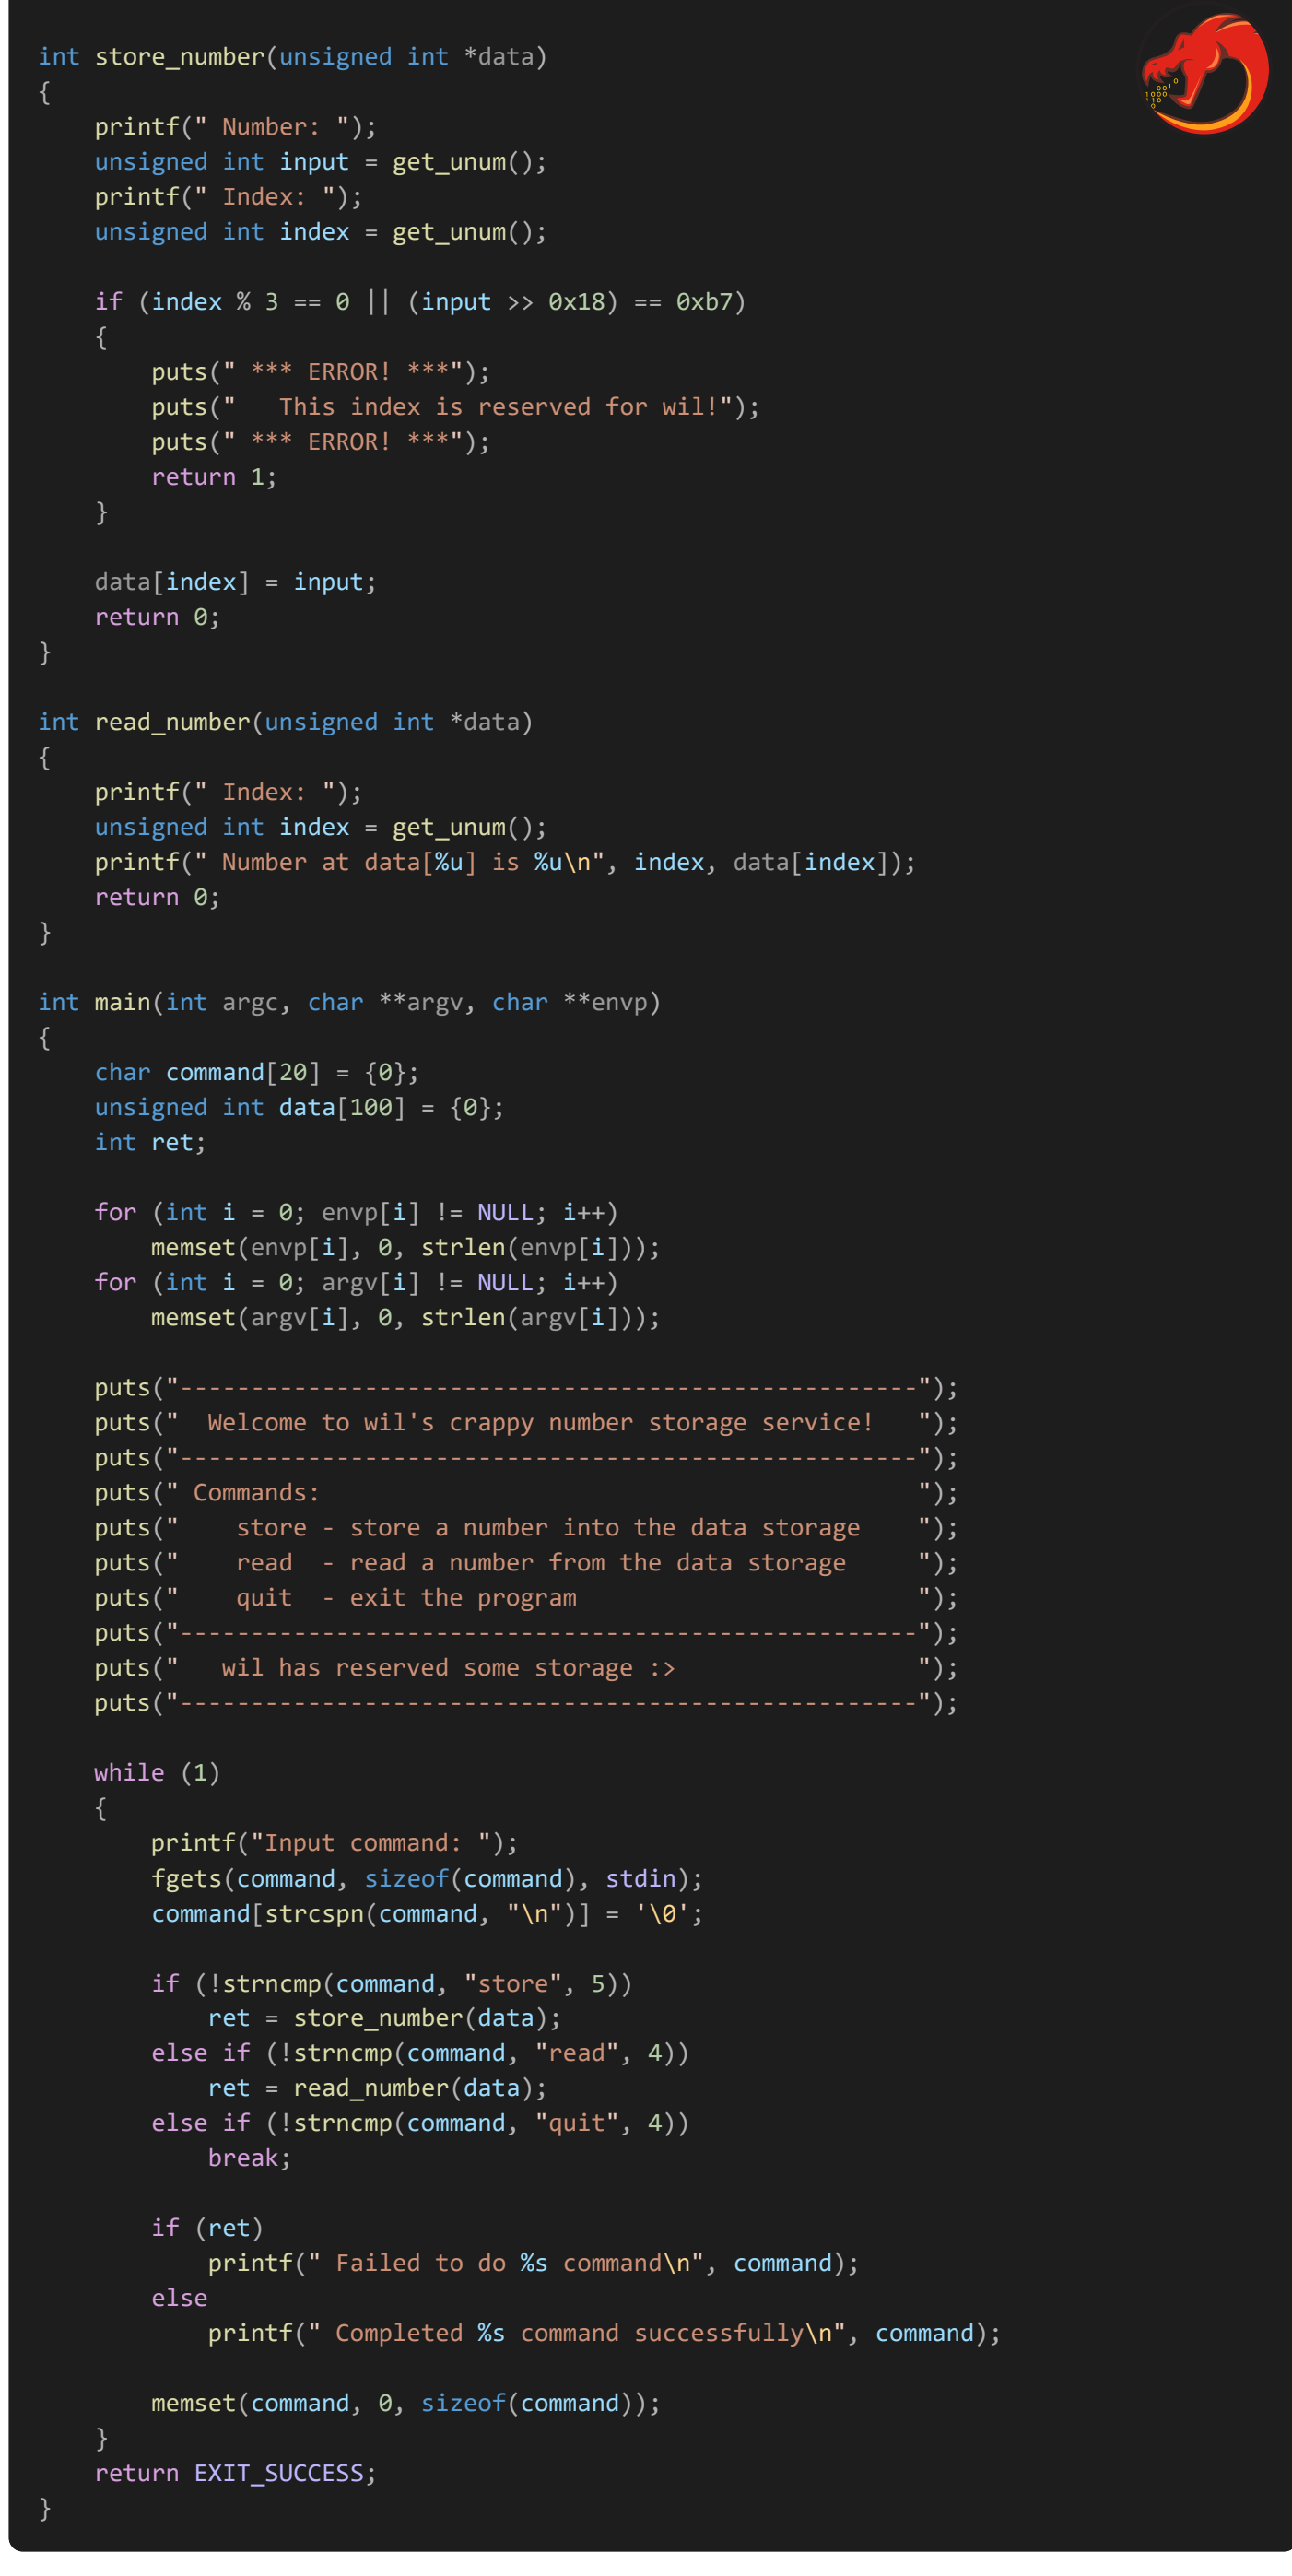 int store_number(unsigned int *data)
{
    printf(" Number: ");
    unsigned int input = get_unum();
    printf(" Index: ");
    unsigned int index = get_unum();

    if (index % 3 == 0 || (input >> 0x18) == 0xb7)
    {
        puts(" *** ERROR! ***");
        puts("   This index is reserved for wil!");
        puts(" *** ERROR! ***");
        return 1;
    }

    data[index] = input;
    return 0;
}

int read_number(unsigned int *data)
{
    printf(" Index: ");
    unsigned int index = get_unum();
    printf(" Number at data[%u] is %u\n", index, data[index]);
    return 0;
}

int main(int argc, char **argv, char **envp)
{
    char command[20] = {0};
    unsigned int data[100] = {0};
    int ret;

    for (int i = 0; envp[i] != NULL; i++)
        memset(envp[i], 0, strlen(envp[i]));
    for (int i = 0; argv[i] != NULL; i++)
        memset(argv[i], 0, strlen(argv[i]));

    puts("----------------------------------------------------");
    puts("  Welcome to wil's crappy number storage service!   ");
    puts("----------------------------------------------------");
    puts(" Commands:                                          ");
    puts("    store - store a number into the data storage    ");
    puts("    read  - read a number from the data storage     ");
    puts("    quit  - exit the program                        ");
    puts("----------------------------------------------------");
    puts("   wil has reserved some storage :>                 ");
    puts("----------------------------------------------------");

    while (1)
    {
        printf("Input command: ");
        fgets(command, sizeof(command), stdin);
        command[strcspn(command, "\n")] = '\0';

        if (!strncmp(command, "store", 5))
            ret = store_number(data);
        else if (!strncmp(command, "read", 4))
            ret = read_number(data);
        else if (!strncmp(command, "quit", 4))
            break;

        if (ret)
            printf(" Failed to do %s command\n", command);
        else
            printf(" Completed %s command successfully\n", command);

        memset(command, 0, sizeof(command));
    }
    return EXIT_SUCCESS;
}